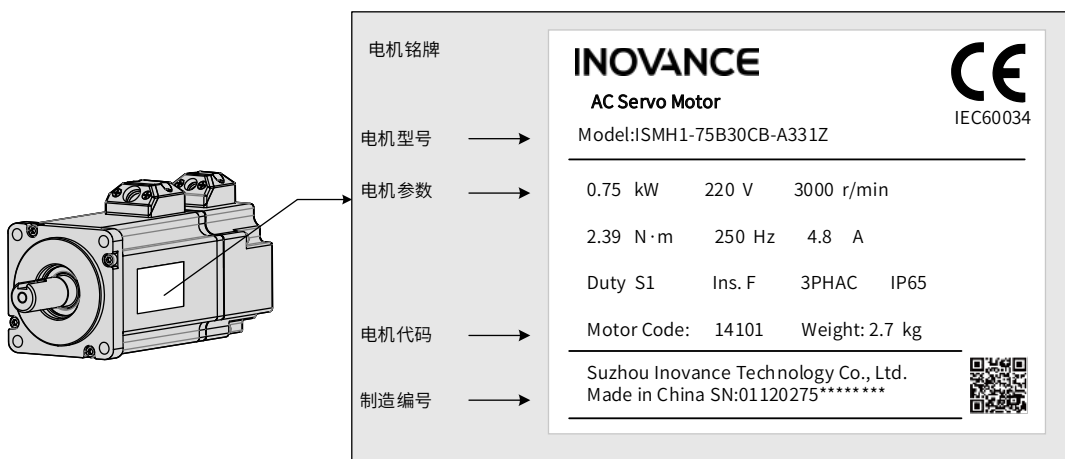 电机铭牌
INOVANCE
CE
AC Servo Motor
IEC60034
电机型号
Model:ISMH1-75B30CB-A331Z
电机参数
0.75 kW 220 V 3000 r/min
2.39 N·m 250 Hz 4.8 A
Duty S1 Ins. F 3PHAC IP65
电机代码
Motor Code: 14101 Weight: 2.7 kg
Suzhou Inovance Technology Co., Ltd.
制造编号
Made in China SN:01120275********